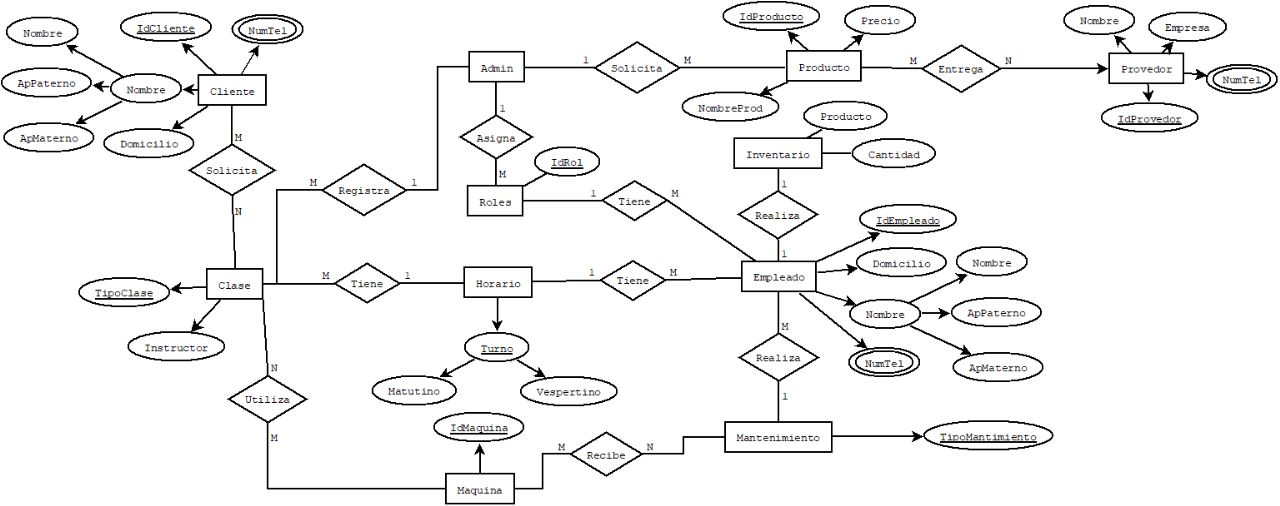 IdProducto
Precio
Nombre
Empresa
IdCliente
NumTel
Nombre
Admin
1
Solicita
M
Producto
M
Entrega
N
Provedor
NumTel
ApPaterno
Nombre
Cliente
NombreProd
IdProvedor
ApMaterno
Domicilio
M
1
Asigna
M
Producto
Inventario
Cantidad
Solicita
N
M
Registra
1
IdRol
Roles
1
Tiene
M
1
Realiza
1
IdEmpleado
Domicilio
Nombre
Clase
M
Tiene
1
Horario
1
Tiene
M
Empleado
TipoClase
Nombre
ApPaterno
Instructor
Turno
M
Realiza
1
NumTel
ApMaterno
N
Utiliza
M
Matutino
Vespertino
IdMaquina
Mantenimiento
TipoMantimiento
M
Recibe
N
Maquina